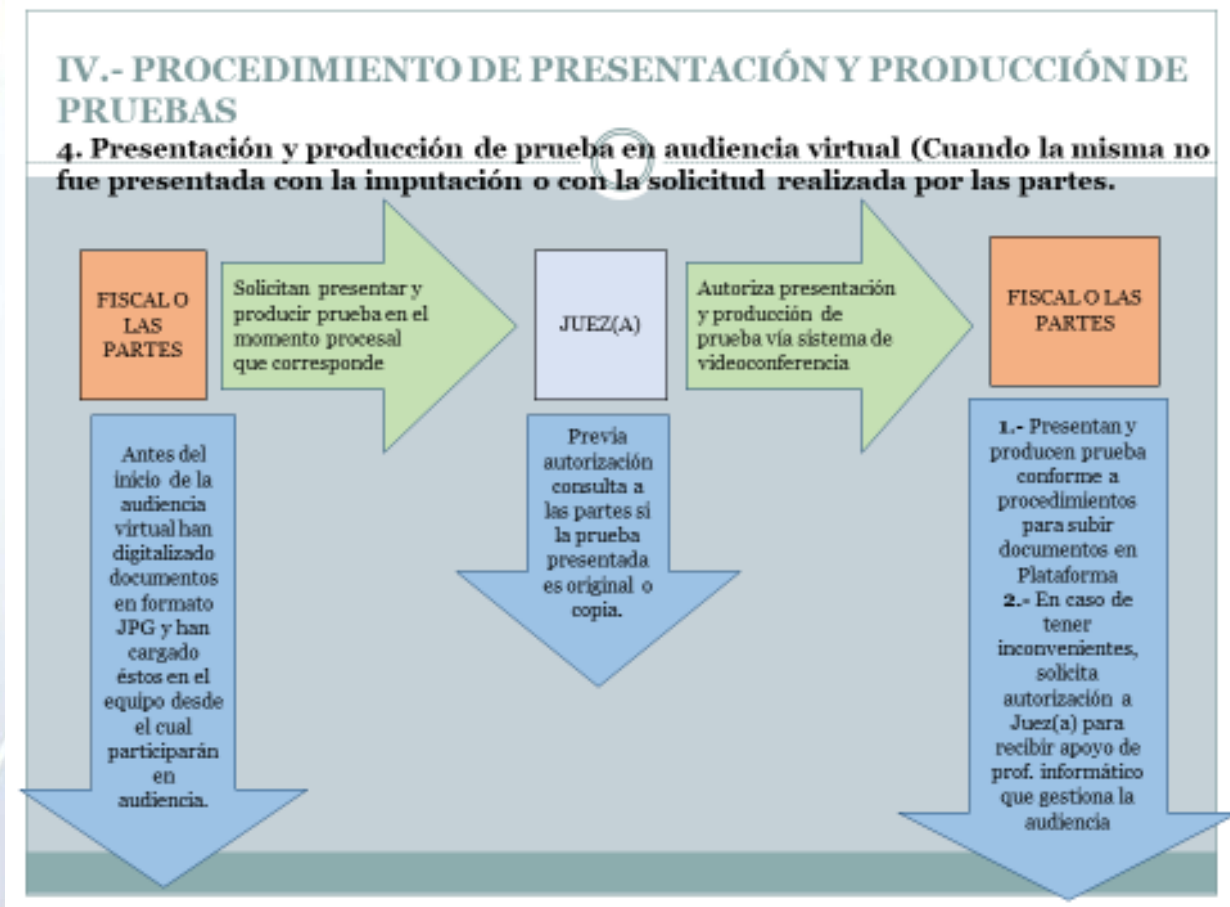 IV.- PROCEDIMIENTO DE PRESENTACIÓN Y PRODUCCIÓN DE
PRUEBAS
4. Presentación y producción de prueba en audiencia virtual (Cuando la misma no
fue presentada con la imputación o con la solicitud realizada por las partes.
FISCAL O
LAS
PARTES
Solicitan presentar y
producir prueba en el
momento procesal
que corresponde
JUEZ(A)
Autoriza presentación
y producción de
prueba vía sistema de
videoconferencia
FISCAL O LAS
PARTES
Antes del
inicio de la
audiencia
virtual han
digitalizado
documentos
en formato
JPG y han
cargado
éstos en el
equipo desde
el cual
participarán
en
audiencia.
Previa
autorización
consulta a
las partes si
la prueba
presentada
es original o
copia.
1.- Presentan y
producen prueba
conforme a
procedimientos
para subir
documentos en
Plataforma
2.- En caso de
tener
inconvenientes,
solicita
autorización a
Juez(a) para
recibir apoyo de
prof. informático
que gestiona la
audiencia